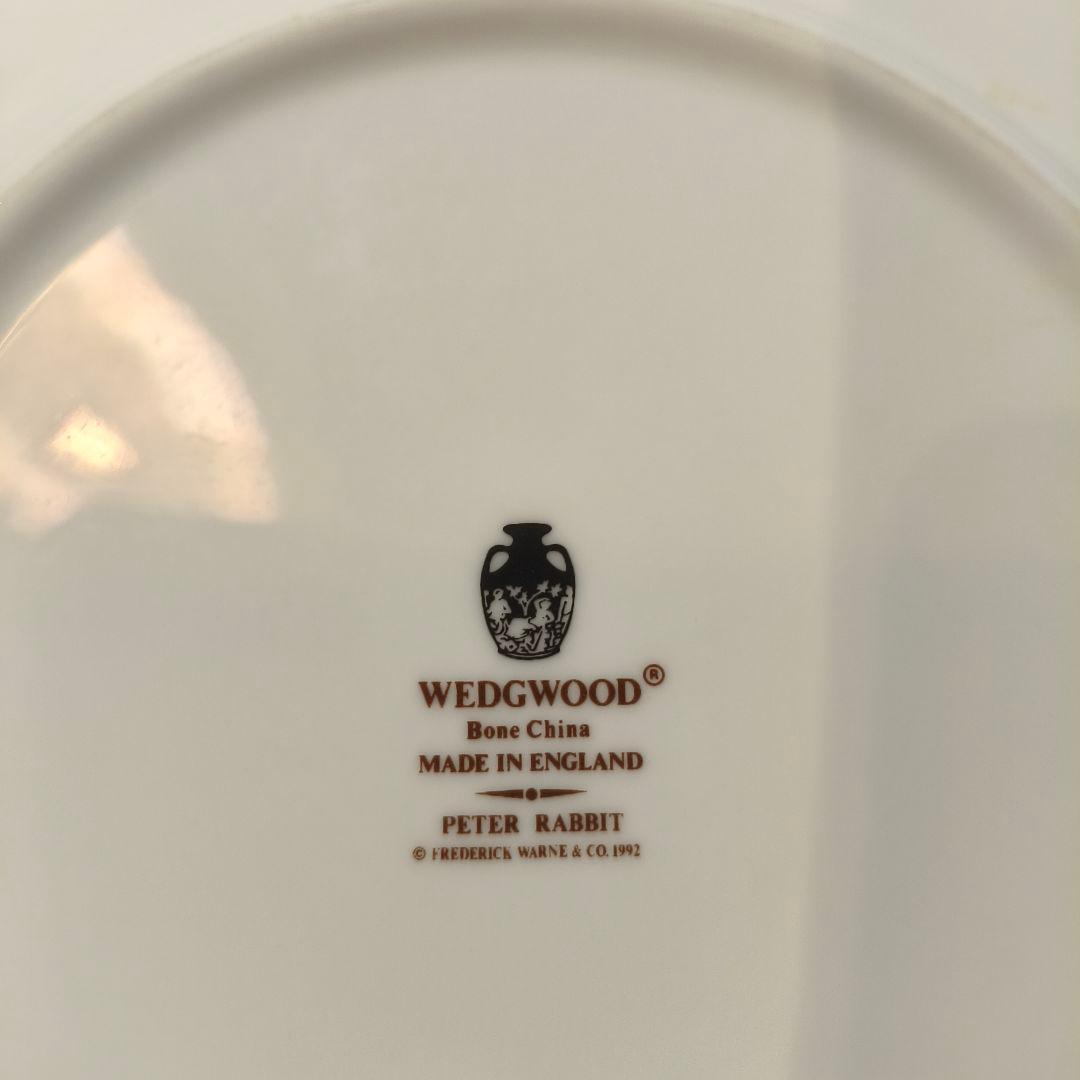 WEDGWOOD®
Bone China
MADE IN ENGLAND
PETER RABBIT
© FREDERICK WARNE & CO. 1992